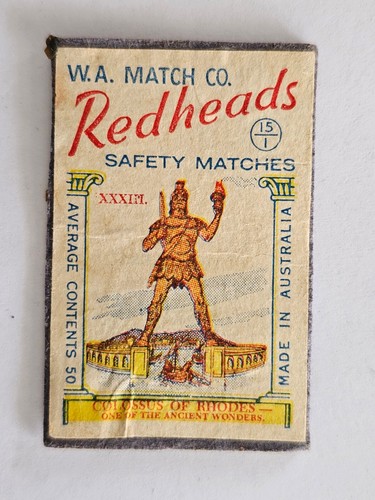 W.A. MATCH CO.
Redheads
15
1
SAFETY MATCHES
AVERAGE CONTENTS 50
MADE IN AUSTRALIA
COLOSSUS OF RHODES—
ONE OF THE ANCIENT WONDERS.